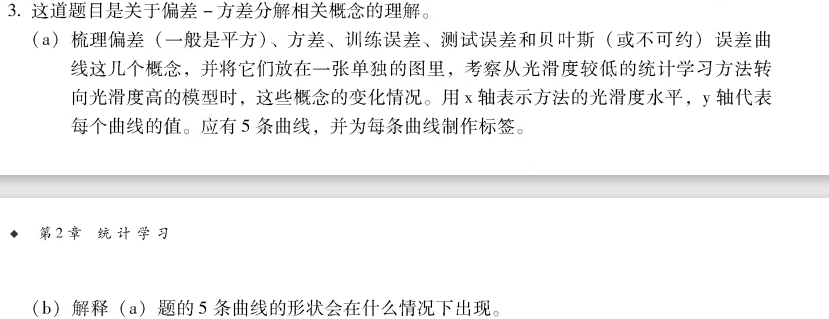 3. 这道题目是关于偏差–方差分解相关概念的理解。
（a）梳理偏差（一般是平方）、方差、训练误差、测试误差和贝叶斯（或不可约）误差曲
线这几个概念，并将它们放在一张单独的图里，考察从光滑度较低的统计学习方法转
向光滑度高的模型时，这些概念的变化情况。用 x 轴表示方法的光滑度水平，y 轴代表
每个曲线的值。应有 5 条曲线，并为每条曲线制作标签。
◆ 第 2 章 统计学习
（b）解释（a）题的 5 条曲线的形状会在什么情况下出现。